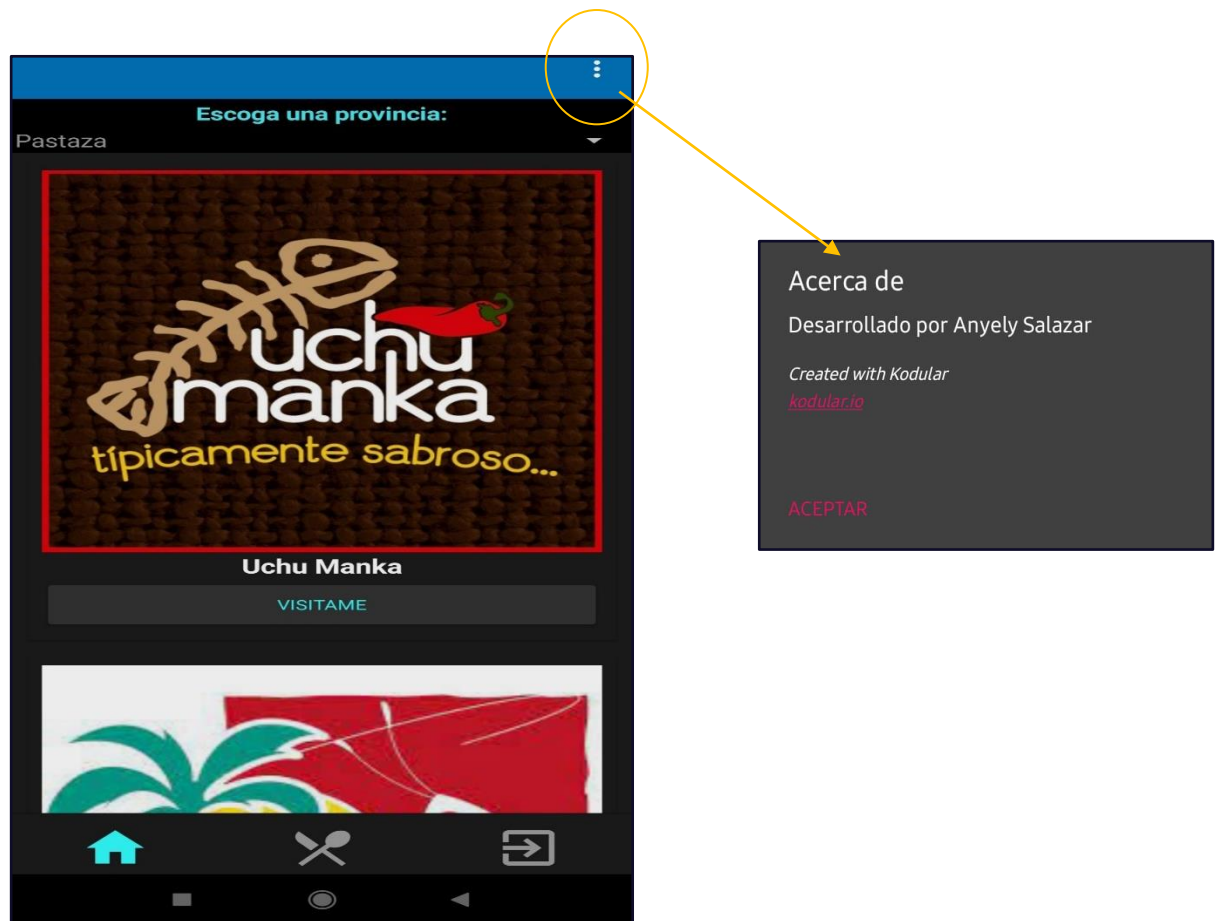 Escoga una provincia:
Pastaza
uchu
manka
típicamente sabroso...
Uchu Manka
VISITAME
Acerca de
Desarrollado por Anyely Salazar
Created with Kodular
kodular.io
ACEPTAR